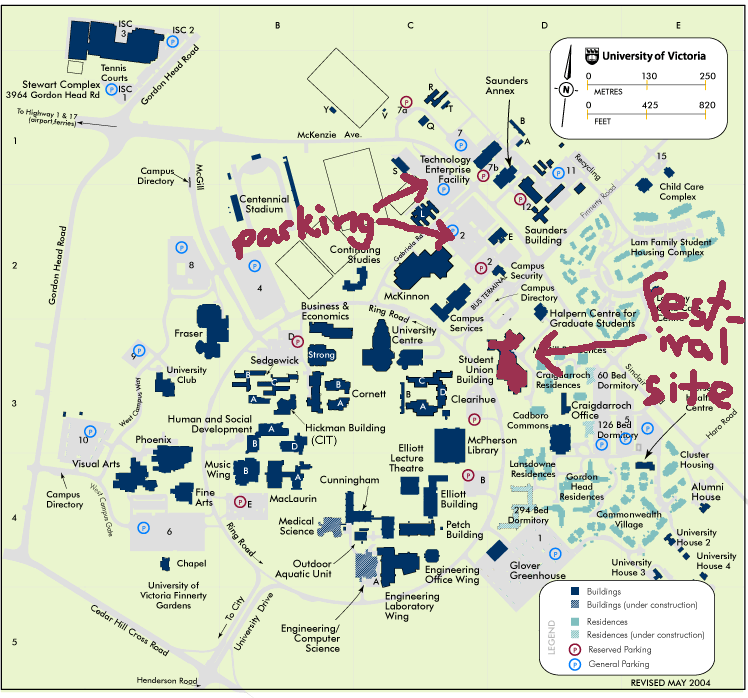 B
C
D
E
ISC
3
ISC 2
Tennis
Courts
ISC
1
Stewart Complex
3964 Gordon Head Rd
Gordon Head Road
To Highway 1 & 17
(airport, ferries)
University of Victoria
0 130 250
METRES
N
0 425 820
FEET
1
2
3
4
5
McKenzie Ave.
Campus
Directory
McGill
Centennial
Stadium
Gordon Head Road
Y
V
7a
R
T
Q
S
7
Saunders
Annex
B
A
Technology
Enterprise
Facility
7b
11
12
Recycling
Finnerty Road
15
Child Care
Complex
Saunders
Building
E
Lam Family Student
Housing Complex
parking
Gabriola Rd
2
Continuing
Studies
8
4
McKinnon
2
Campus
Security
BUS TERMINAL
Campus
Directory
Campus
Services
Halpern Centre for
Graduate Students
Fest-
ival
site
Business &
Economics
Ring Road
University
Centre
Fraser
D
Sedgewick
Strong
Student
Union
Building
9
University
Club
West Campus Way
B
C
A
B
A
Cornett
C
B
D
A
Clearihue
Craigdarroch
Residences
60 Bed
Dormitory
Sinclair
Craigdarroch
Office
Cadboro
Commons
126 Bed
Dormitory
Centre
Haro Road
Human and Social
Development
A
B
D
Hickman Building
(CIT)
McPherson
Library
10
Phoenix
Visual Arts
Music
Wing
B
B
A
MacLaurin
Elliott
Lecture
Theatre
B
Lansdowne
Residences
Gordon
Head
Residences
Cluster
Housing
Campus
Directory
West Campus Gate
Fine
Arts
E
Cunningham
Elliott
Building
294 Bed
Dormitory
Commonwealth
Village
Alumni
House
6
Ring Road
Medical
Science
Petch
Building
1
University
House 2
University
House 4
University
House 3
Chapel
Outdoor
Aquatic Unit
A
Engineering
Office Wing
Glover
Greenhouse
University of
Victoria Finnerty
Gardens
Engineering
Laboratory
Wing
Cedar Hill Cross Road
To City
University Drive
Engineering/
Computer
Science
Henderson Road
LEGEND
Buildings
Buildings (under construction)
Residences
Residences (under construction)
P Reserved Parking
P General Parking
REVISED MAY 2004